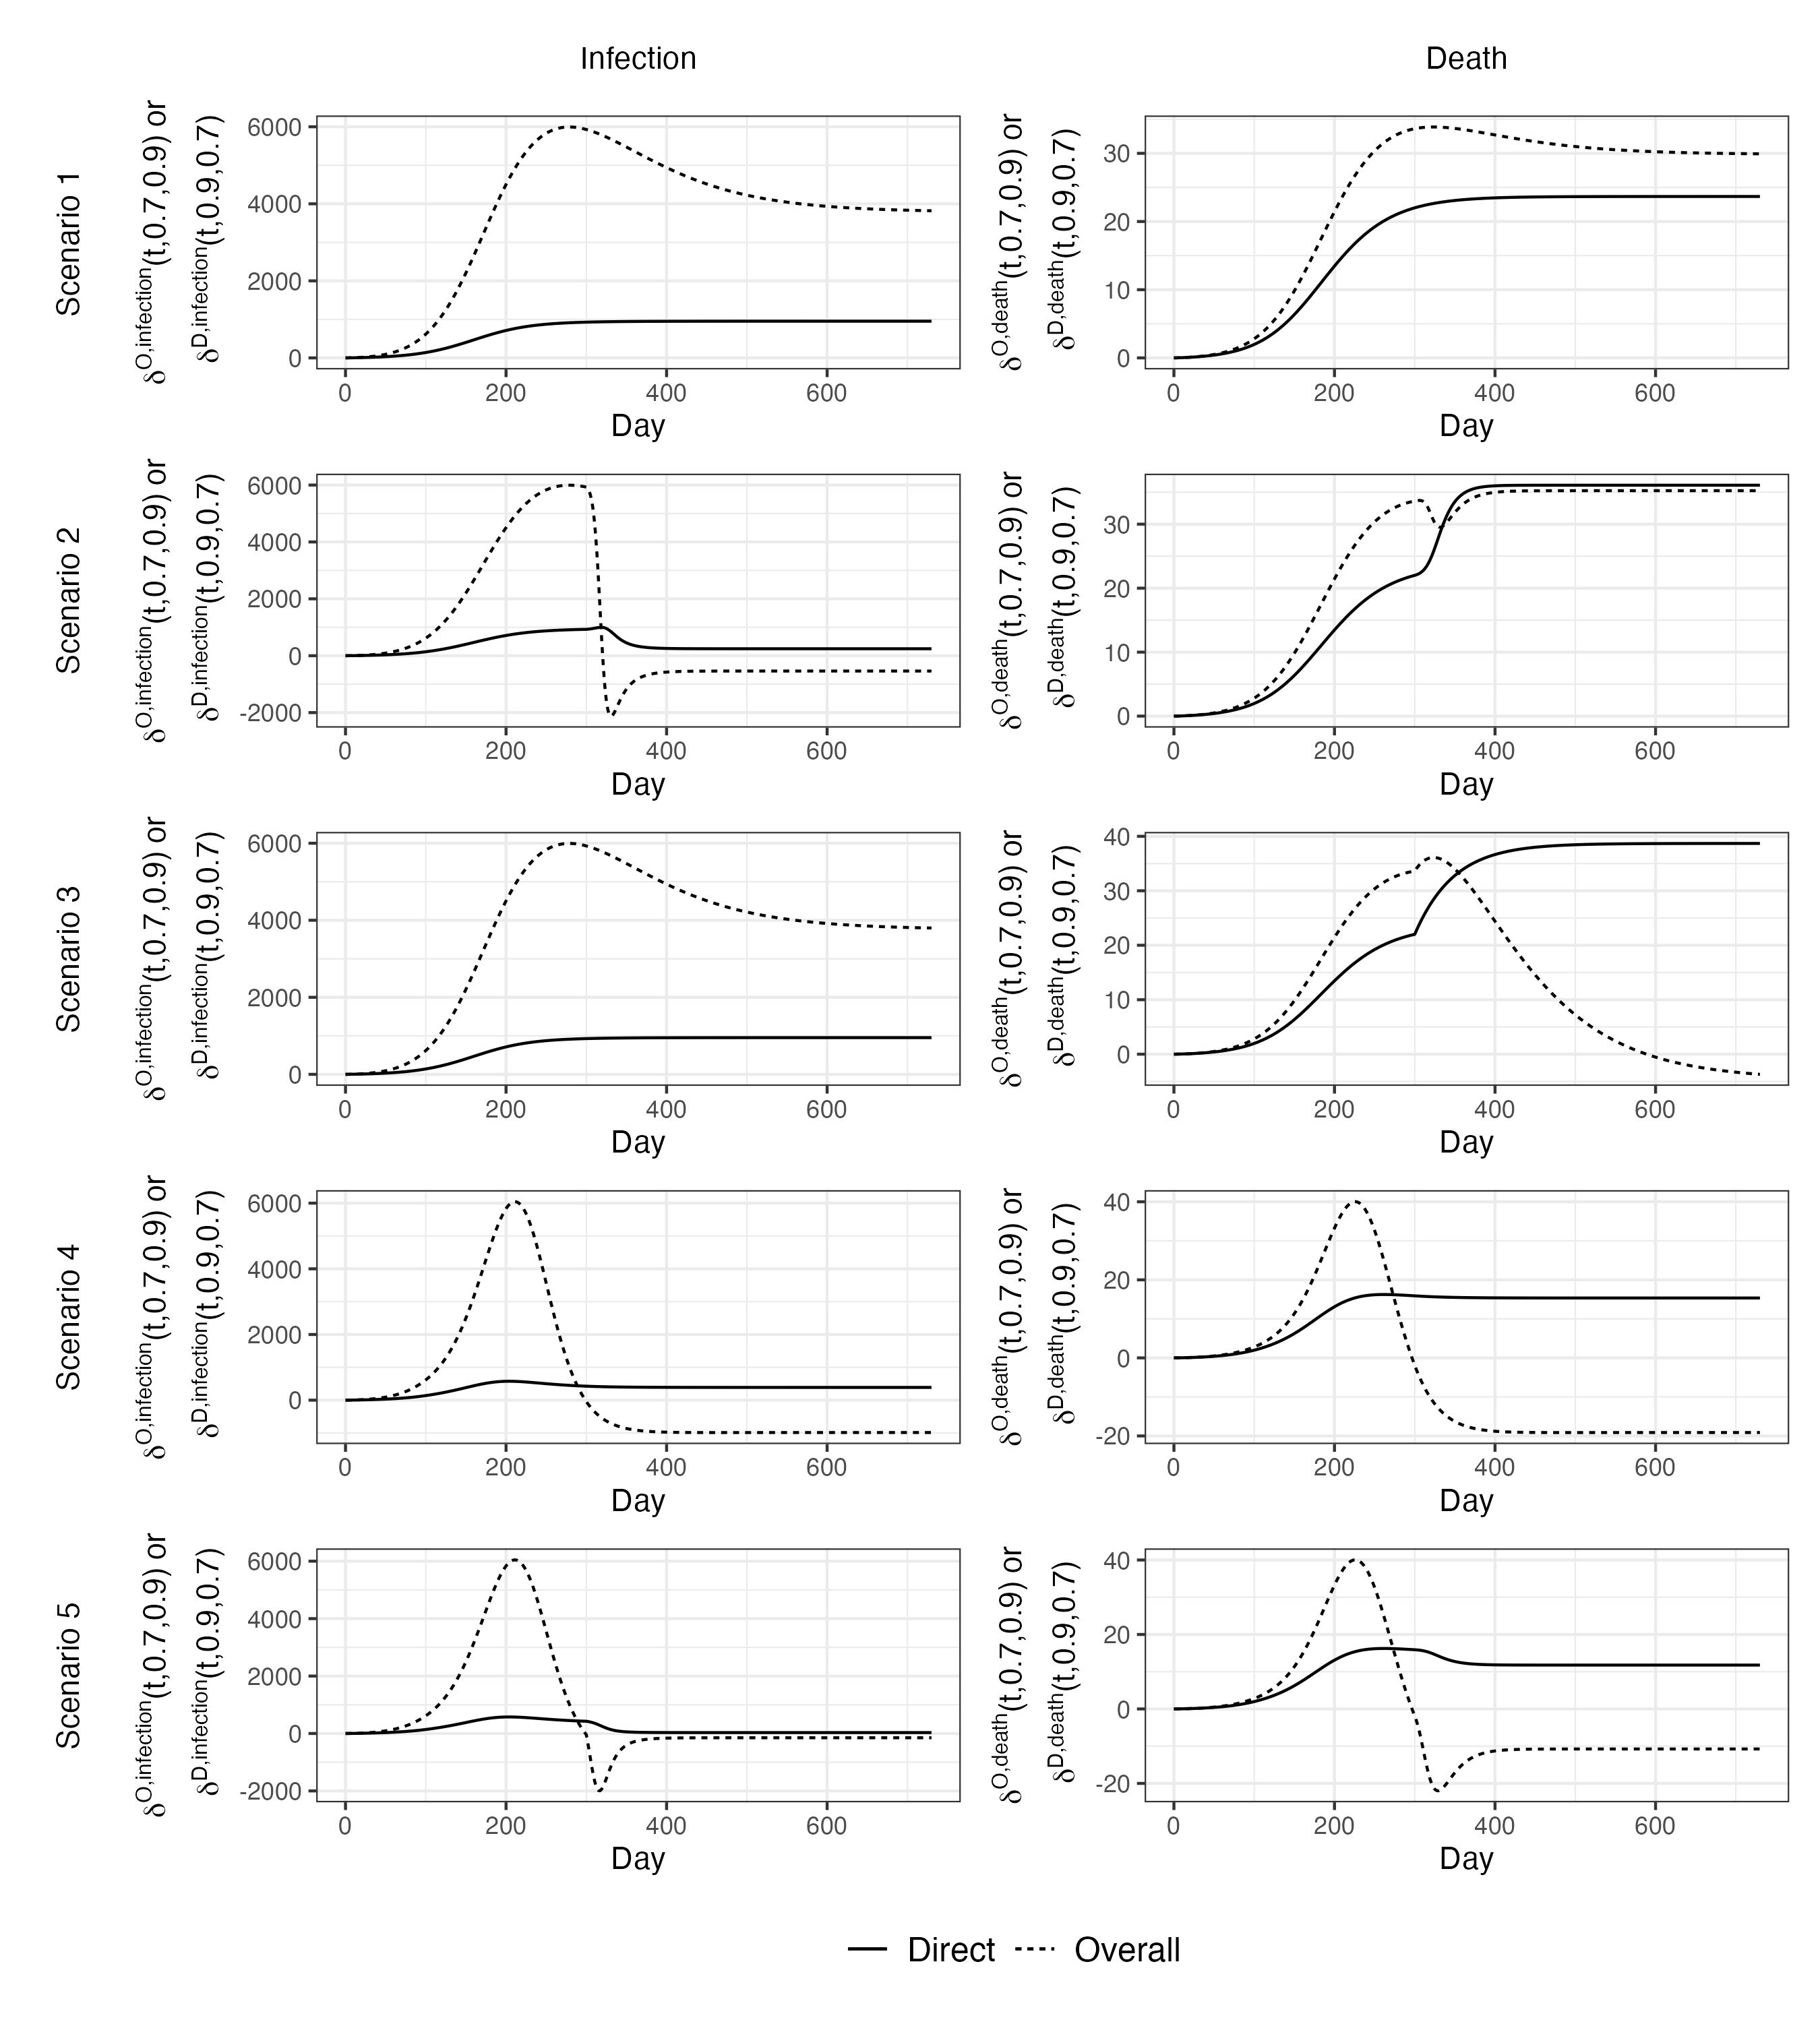 Infection
Death
Scenario 1
δO,infection(t,0.7,0.9) or
δD,infection(t,0.9,0.7)
6000
4000
2000
0
0 200 400 600
Day
δO,death(t,0.7,0.9) or
δD,death(t,0.9,0.7)
30
20
10
0
0 200 400 600
Day
Scenario 2
δO,infection(t,0.7,0.9) or
δD,infection(t,0.9,0.7)
6000
4000
2000
0
-2000
0 200 400 600
Day
δO,death(t,0.7,0.9) or
δD,death(t,0.9,0.7)
30
20
10
0
0 200 400 600
Day
Scenario 3
δO,infection(t,0.7,0.9) or
δD,infection(t,0.9,0.7)
6000
4000
2000
0
0 200 400 600
Day
δO,death(t,0.7,0.9) or
δD,death(t,0.9,0.7)
40
30
20
10
0
0 200 400 600
Day
Scenario 4
δO,infection(t,0.7,0.9) or
δD,infection(t,0.9,0.7)
6000
4000
2000
0
0 200 400 600
Day
δO,death(t,0.7,0.9) or
δD,death(t,0.9,0.7)
40
20
0
-20
0 200 400 600
Day
Scenario 5
δO,infection(t,0.7,0.9) or
δD,infection(t,0.9,0.7)
6000
4000
2000
0
-2000
0 200 400 600
Day
δO,death(t,0.7,0.9) or
δD,death(t,0.9,0.7)
40
20
0
-20
0 200 400 600
Day
Direct Overall